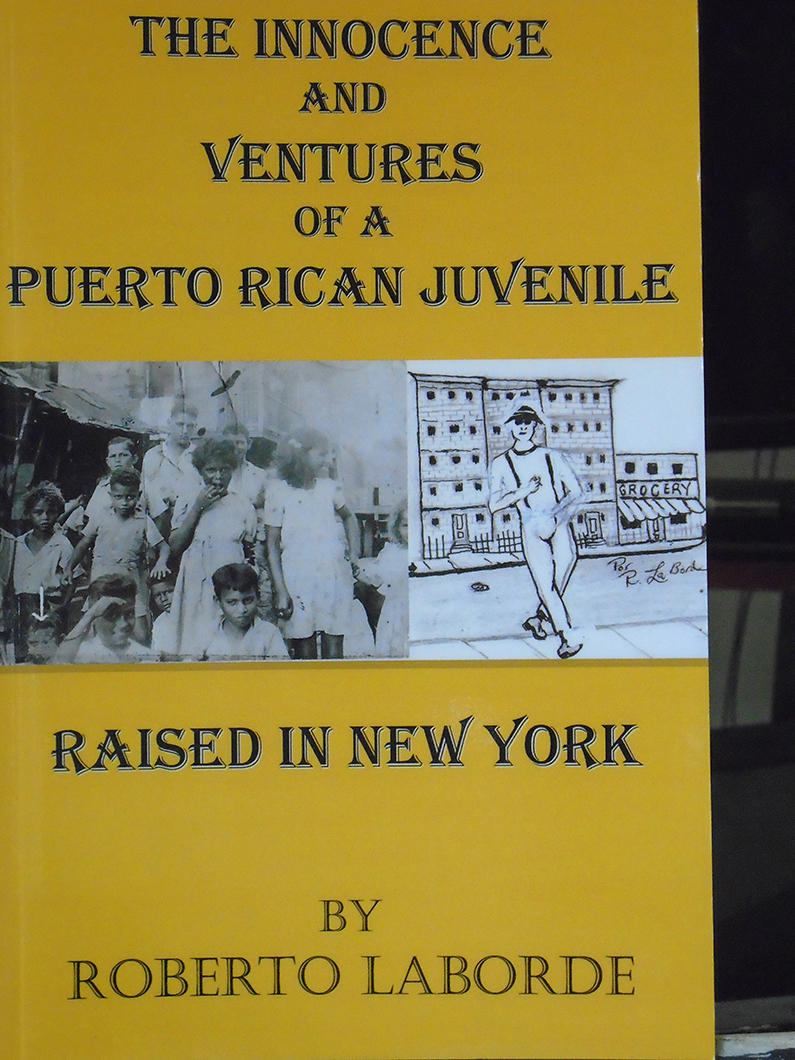 THE INNOCENCE
AND
VENTURES
OF A
PUERTO RICAN JUVENILE
GROCERY
Por
R. La Borde
RAISED IN NEW YORK
BY
ROBERTO LABORDE